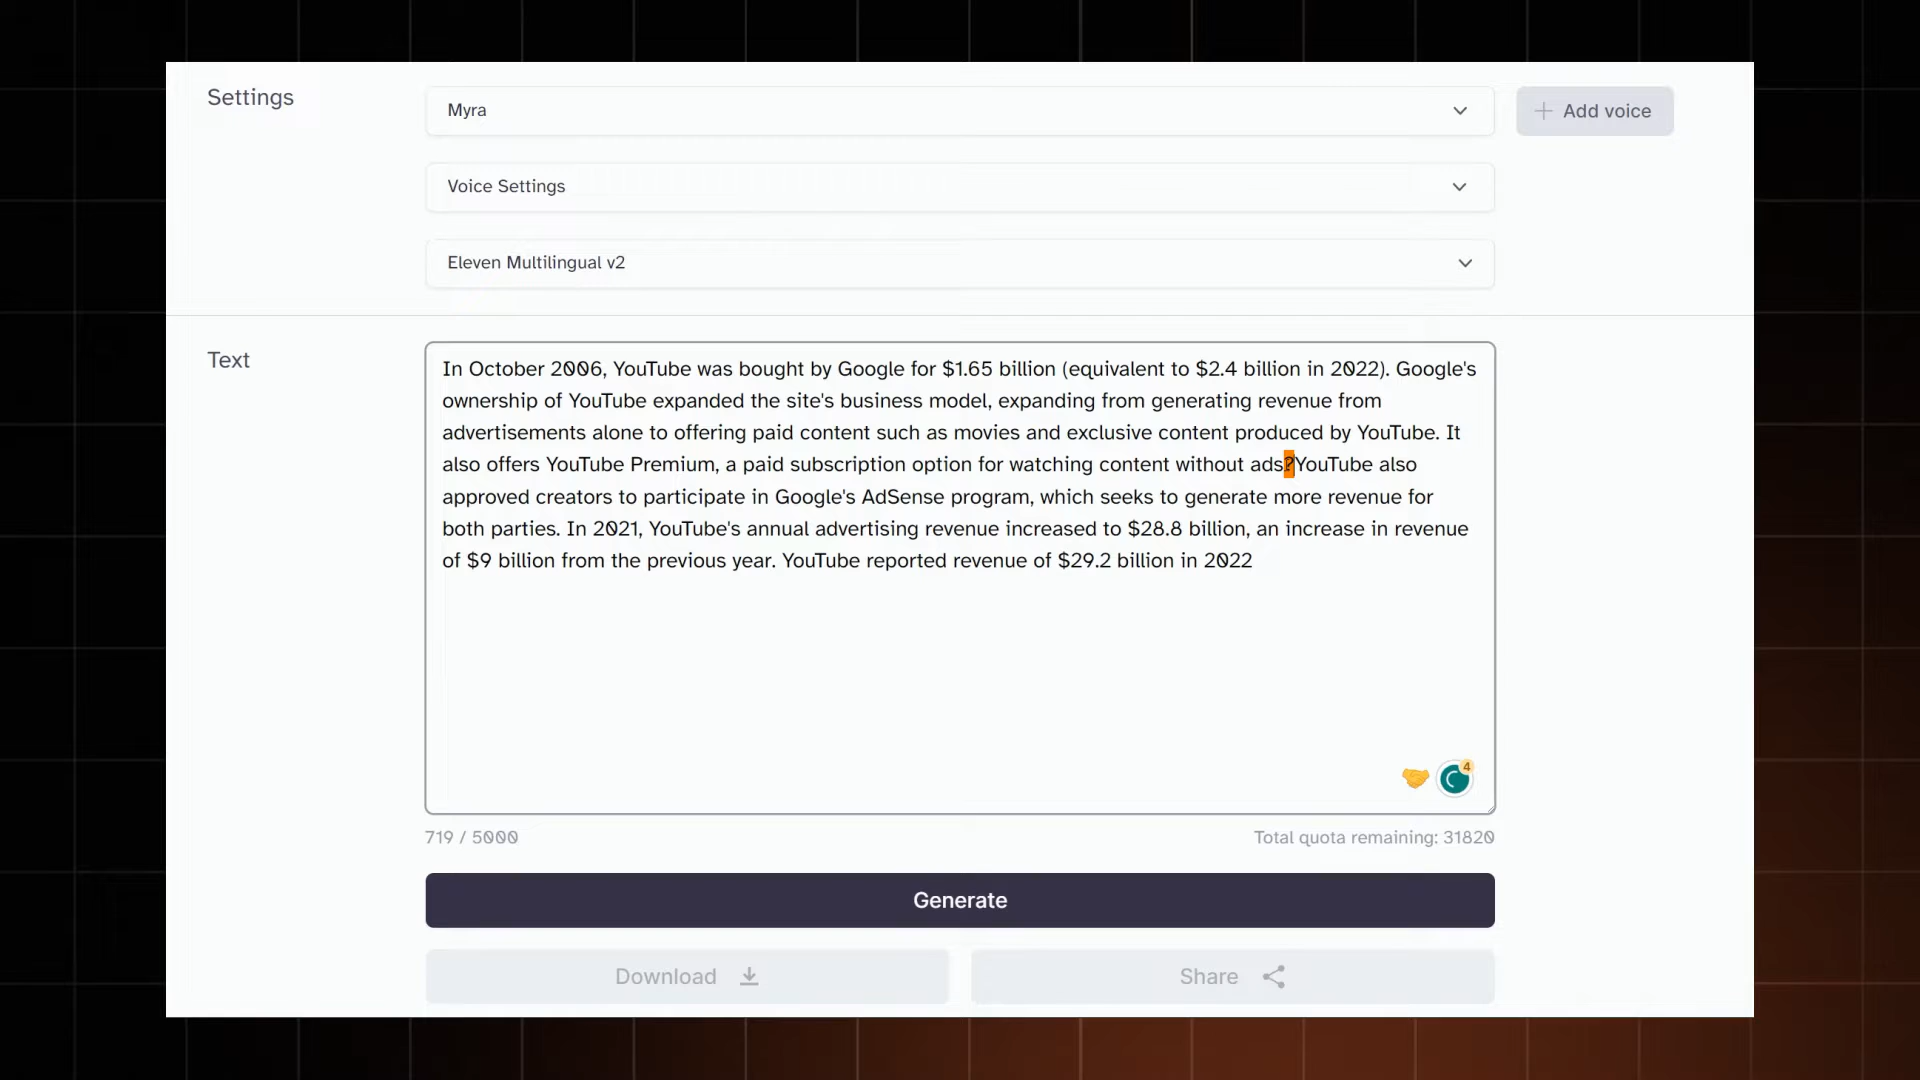 Settings
Myra
Add voice
Voice Settings
Eleven Multilingual v2
Text
In October 2006, YouTube was bought by Google for $1.65 billion (equivalent to $2.4 billion in 2022). Google's
ownership of YouTube expanded the site's business model, expanding from generating revenue from
advertisements alone to offering paid content such as movies and exclusive content produced by YouTube. It
also offers YouTube Premium, a paid subscription option for watching content without ads?YouTube also
approved creators to participate in Google's AdSense program, which seeks to generate more revenue for
both parties. In 2021, YouTube's annual advertising revenue increased to $28.8 billion, an increase in revenue
of $9 billion from the previous year. YouTube reported revenue of $29.2 billion in 2022
4
719 / 5000
Total quota remaining: 31820
Generate
Download
Share